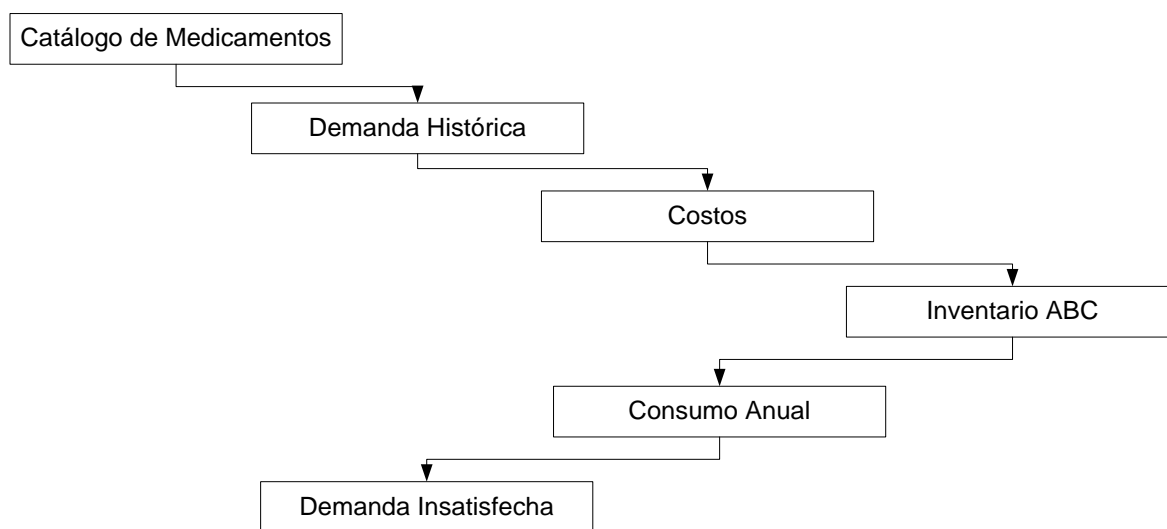 Catálogo de Medicamentos
Demanda Histórica
Costos
Inventario ABC
Consumo Anual
Demanda Insatisfecha